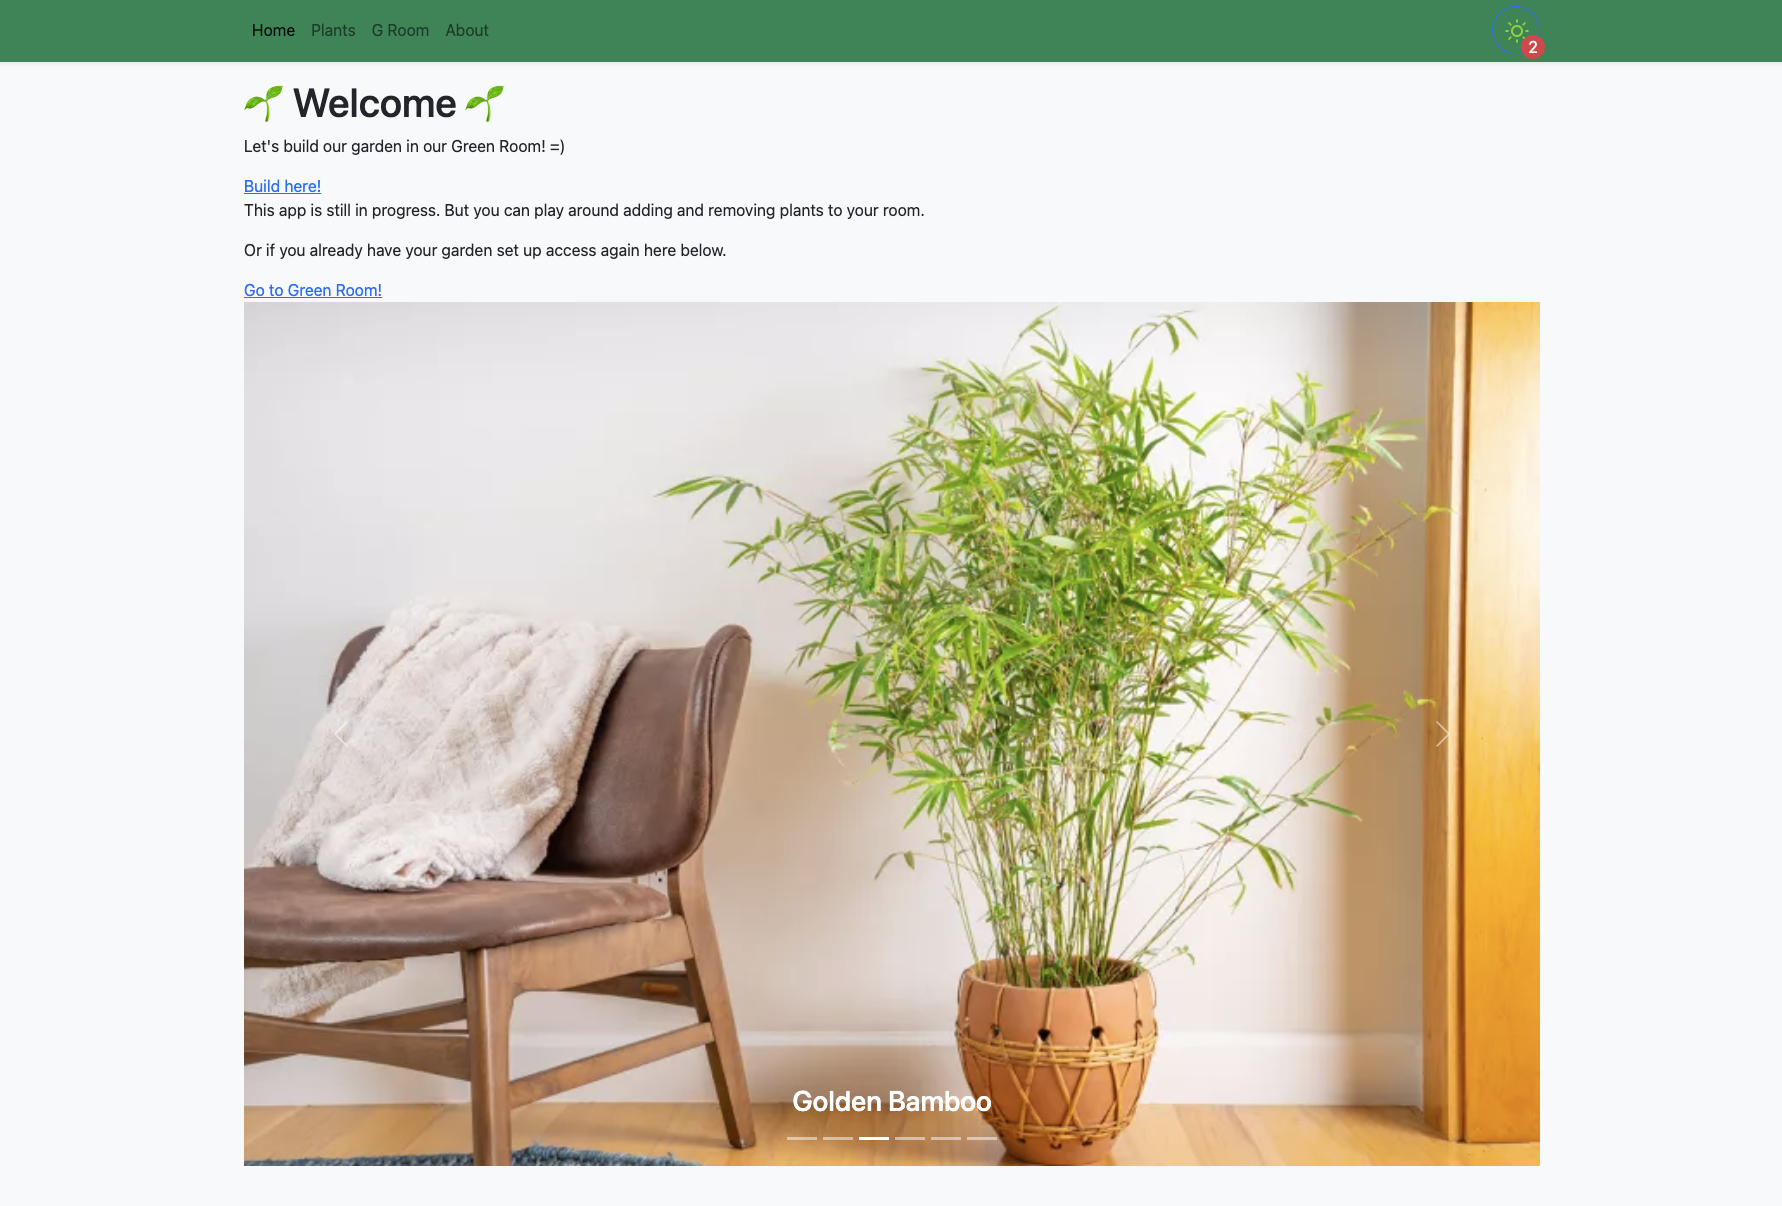 Home Plants G Room About
2
🌱 Welcome 🌱
Let's build our garden in our Green Room! =)
Build here!
This app is still in progress. But you can play around adding and removing plants to your room.
Or if you already have your garden set up access again here below.
Go to Green Room!
Golden Bamboo